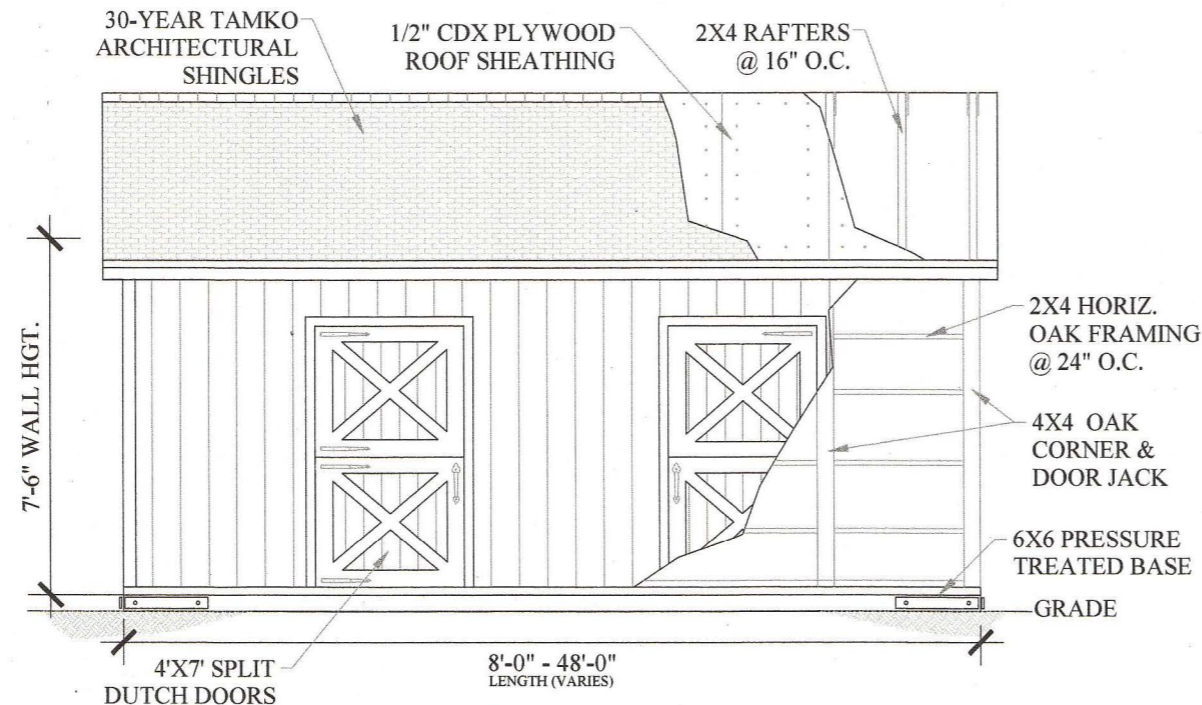 30-YEAR TAMKO
ARCHITECTURAL
SHINGLES
1/2" CDX PLYWOOD
ROOF SHEATHING
2X4 RAFTERS
@ 16" O.C.
7'-6" WALL HGT.
2X4 HORIZ.
OAK FRAMING
@ 24" O.C.
4X4 OAK
CORNER &
DOOR JACK
6X6 PRESSURE
TREATED BASE
GRADE
4'X7' SPLIT
DUTCH DOORS
8'-0" - 48'-0"
LENGTH (VARIES)